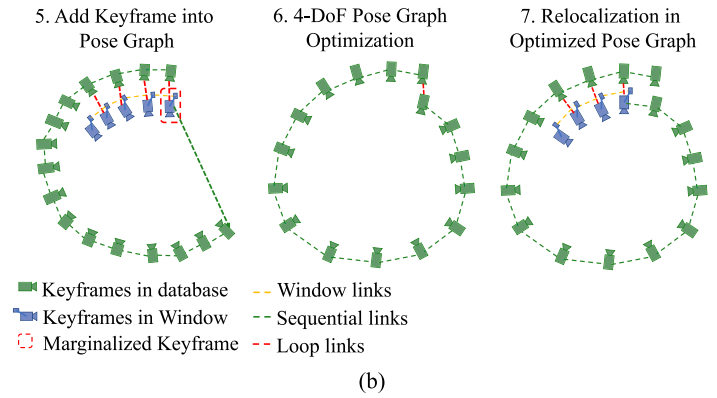 5. Add Keyframe into
Pose Graph
6. 4-DoF Pose Graph
Optimization
7. Relocalization in
Optimized Pose Graph
Keyframes in database
Keyframes in Window
Marginalized Keyframe
Window links
Sequential links
Loop links
(b)